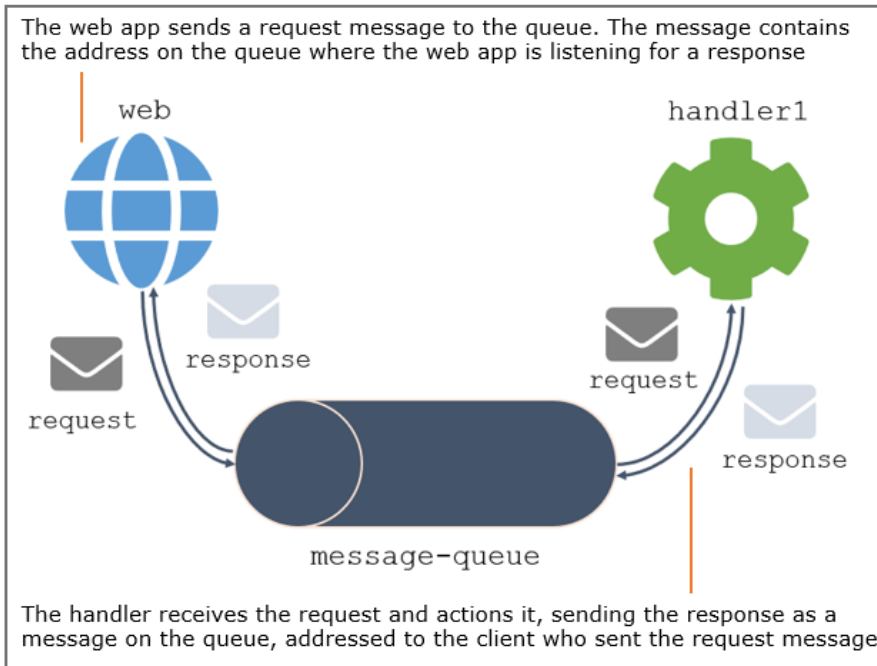 The web app sends a request message to the queue. The message contains
the address on the queue where the web app is listening for a response
web
handler1
response
request
request
response
message-queue
The handler receives the request and actions it, sending the response as a
message on the queue, addressed to the client who sent the request message